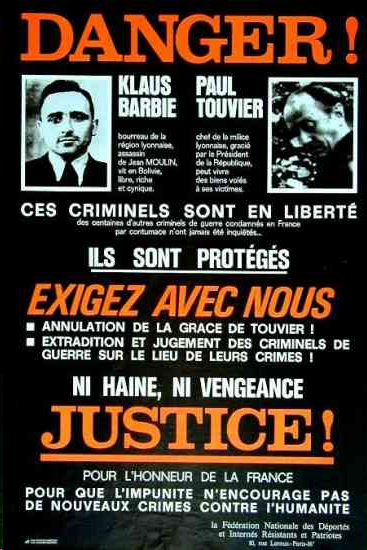 DANGER !
KLAUS
BARBIE
bourreau de la
région lyonnaise,
assassin
de Jean MOULIN,
vit en Bolivie,
libre, riche
et cynique.
PAUL
TOUVIER
chef de la milice
lyonnaise, gracié
par le Président
de la République,
peut vivre
des biens volés
à ses victimes.
CES CRIMINELS SONT EN LIBERTÉ
des centaines d'autres criminels de guerre condamnés en France
par contumace n'ont jamais été inquiétés...
ILS SONT PROTÉGÉS
EXIGEZ AVEC NOUS
■ ANNULATION DE LA GRACE DE TOUVIER !
■ EXTRADITION ET JUGEMENT DES CRIMINELS DE
GUERRE SUR LE LIEU DE LEURS CRIMES !
NI HAINE, NI VENGEANCE
JUSTICE !
POUR L'HONNEUR DE LA FRANCE
POUR QUE L'IMPUNITE N'ENCOURAGE PAS
DE NOUVEAUX CRIMES CONTRE L'HUMANITE
la Fédération Nationale des Déportés
et Internés Résistants et Patriotes
10, rue Leroux-Paris-16e